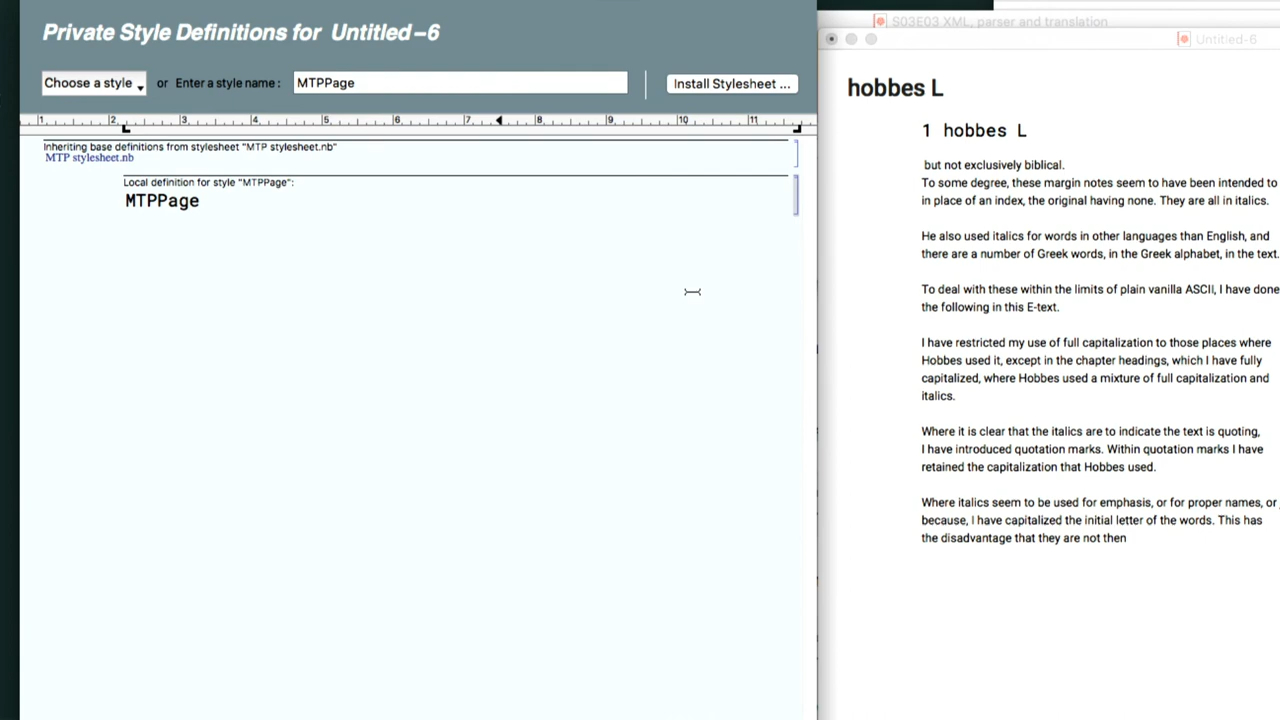 Private Style Definitions for Untitled-6
Choose a style or Enter a style name: MTPPage Install Stylesheet ...
1 2 3 4 5 6 7 8 9 10 11
Inheriting base definitions from stylesheet "MTP stylesheet.nb"
MTP stylesheet.nb
Local definition for style "MTPPage":
MTPPage
S03E03 XML, parser and translation
Untitled-6
hobbes L
1 hobbes L
but not exclusively biblical.
To some degree, these margin notes seem to have been intended to
in place of an index, the original having none. They are all in italics.
He also used italics for words in other languages than English, and
there are a number of Greek words, in the Greek alphabet, in the text.
To deal with these within the limits of plain vanilla ASCII, I have done
the following in this E-text.
I have restricted my use of full capitalization to those places where
Hobbes used it, except in the chapter headings, which I have fully
capitalized, where Hobbes used a mixture of full capitalization and
italics.
Where it is clear that the italics are to indicate the text is quoting,
I have introduced quotation marks. Within quotation marks I have
retained the capitalization that Hobbes used.
Where italics seem to be used for emphasis, or for proper names, or
because, I have capitalized the initial letter of the words. This has
the disadvantage that they are not then